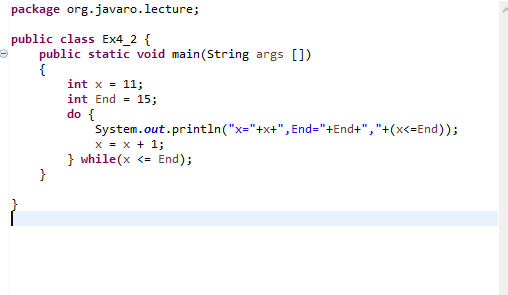 package org.javaro.lecture;
public class Ex4_2 {
public static void main(String args [])
{
int x = 11;
int End = 15;
do {
System.out.println("x="+x+",End="+End+","+(x<=End));
x = x + 1;
} while(x <= End);
}
}